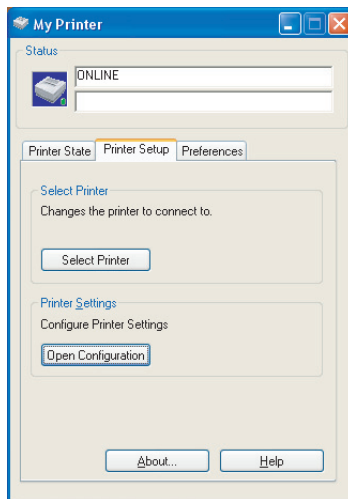 My Printer
Status
ONLINE
Printer State Printer Setup Preferences
Select Printer
Changes the printer to connect to.
Select Printer
Printer Settings
Configure Printer Settings
Open Configuration
About... Help